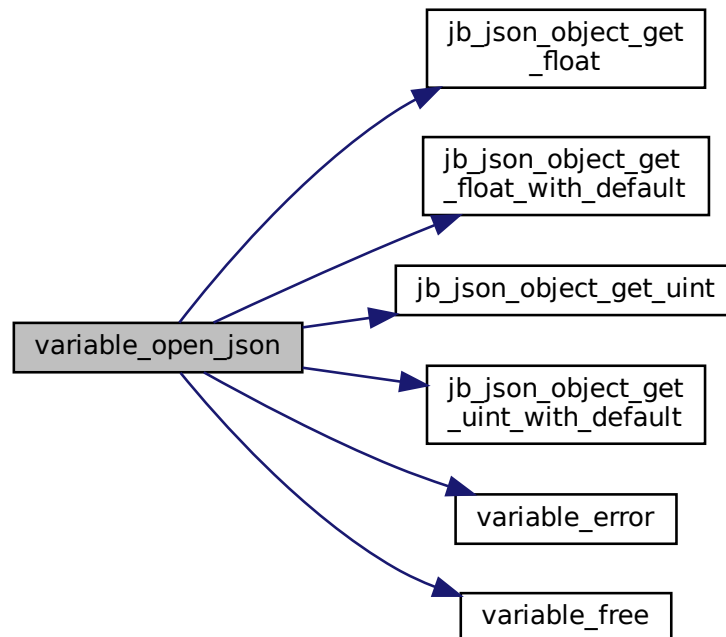 jb_json_object_get
_float
jb_json_object_get
_float_with_default
jb_json_object_get_uint
variable_open_json
jb_json_object_get
_uint_with_default
variable_error
variable_free